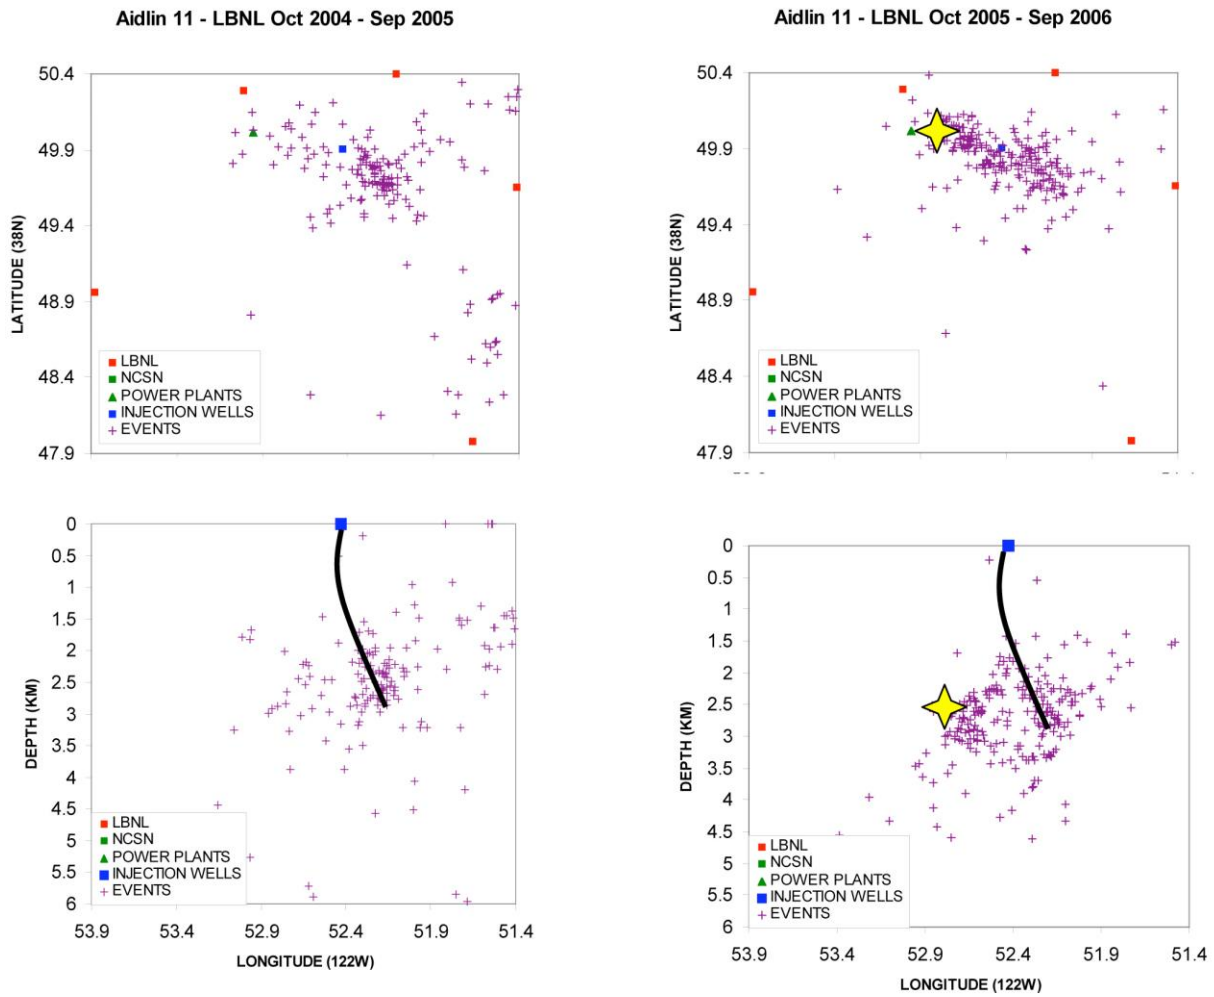 Aidlin 11 - LBNL Oct 2004 - Sep 2005
50.4
49.9
49.4
48.9
48.4
47.9
LATITUDE (38N)
LBNL
NCSN
POWER PLANTS
INJECTION WELLS
EVENTS
Aidlin 11 - LBNL Oct 2005 - Sep 2006
50.4
49.9
49.4
48.9
48.4
47.9
LATITUDE (38N)
LBNL
NCSN
POWER PLANTS
INJECTION WELLS
EVENTS
0
0.5
1
1.5
2
2.5
3
3.5
4
4.5
5
5.5
6
DEPTH (KM)
LBNL
NCSN
POWER PLANTS
INJECTION WELLS
EVENTS
53.9 53.4 52.9 52.4 51.9 51.4
LONGITUDE (122W)
0
0.5
1
1.5
2
2.5
3
3.5
4
4.5
5
5.5
6
DEPTH (KM)
LBNL
NCSN
POWER PLANTS
INJECTION WELLS
EVENTS
53.9 53.4 52.9 52.4 51.9 51.4
LONGITUDE (122W)